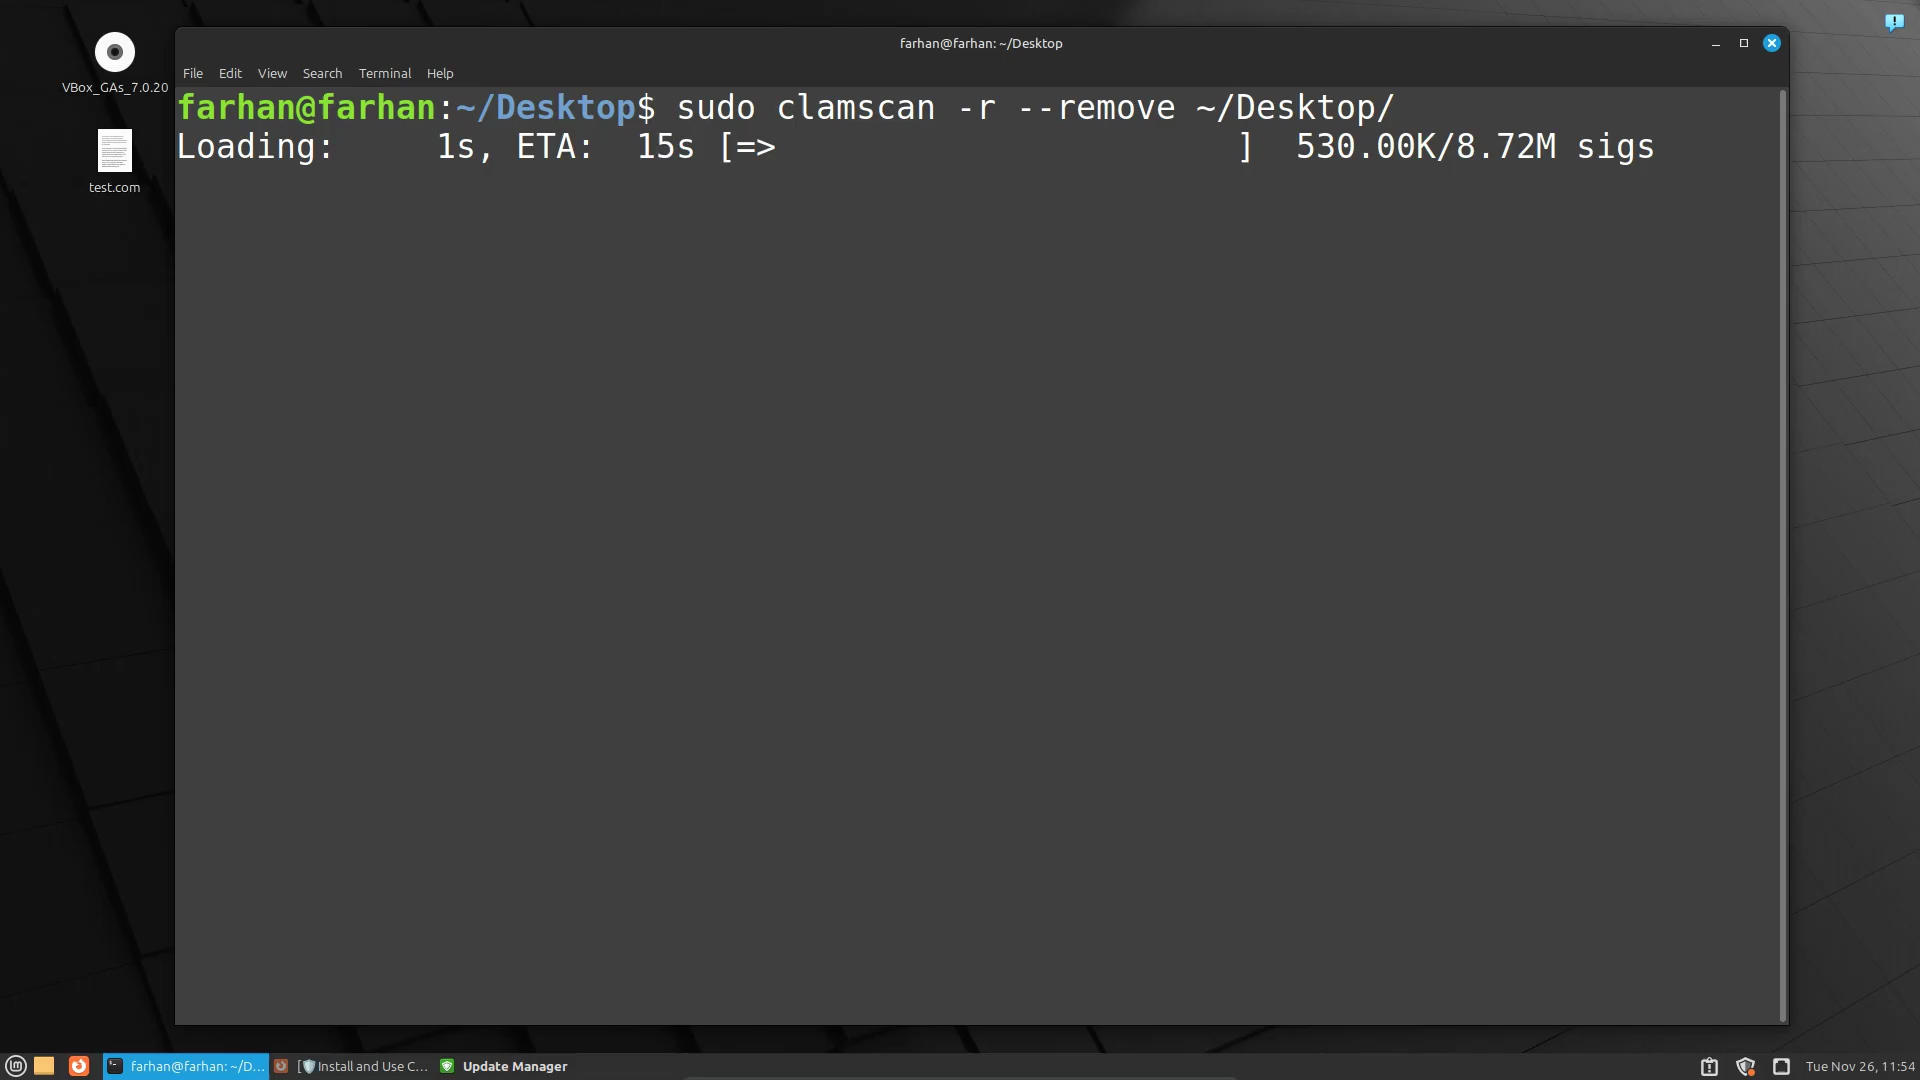 farhan@farhan: ~/Desktop
File Edit View Search Terminal Help
VBox_GAs_7.0.20
test.com
farhan@farhan:~/Desktop$ sudo clamscan -r --remove ~/Desktop/
Loading:     1s, ETA:  15s [=>                       ]  530.00K/8.72M sigs
farhan@farhan: ~/D... [🛡️Install and Use C... Update Manager Tue Nov 26, 11:54